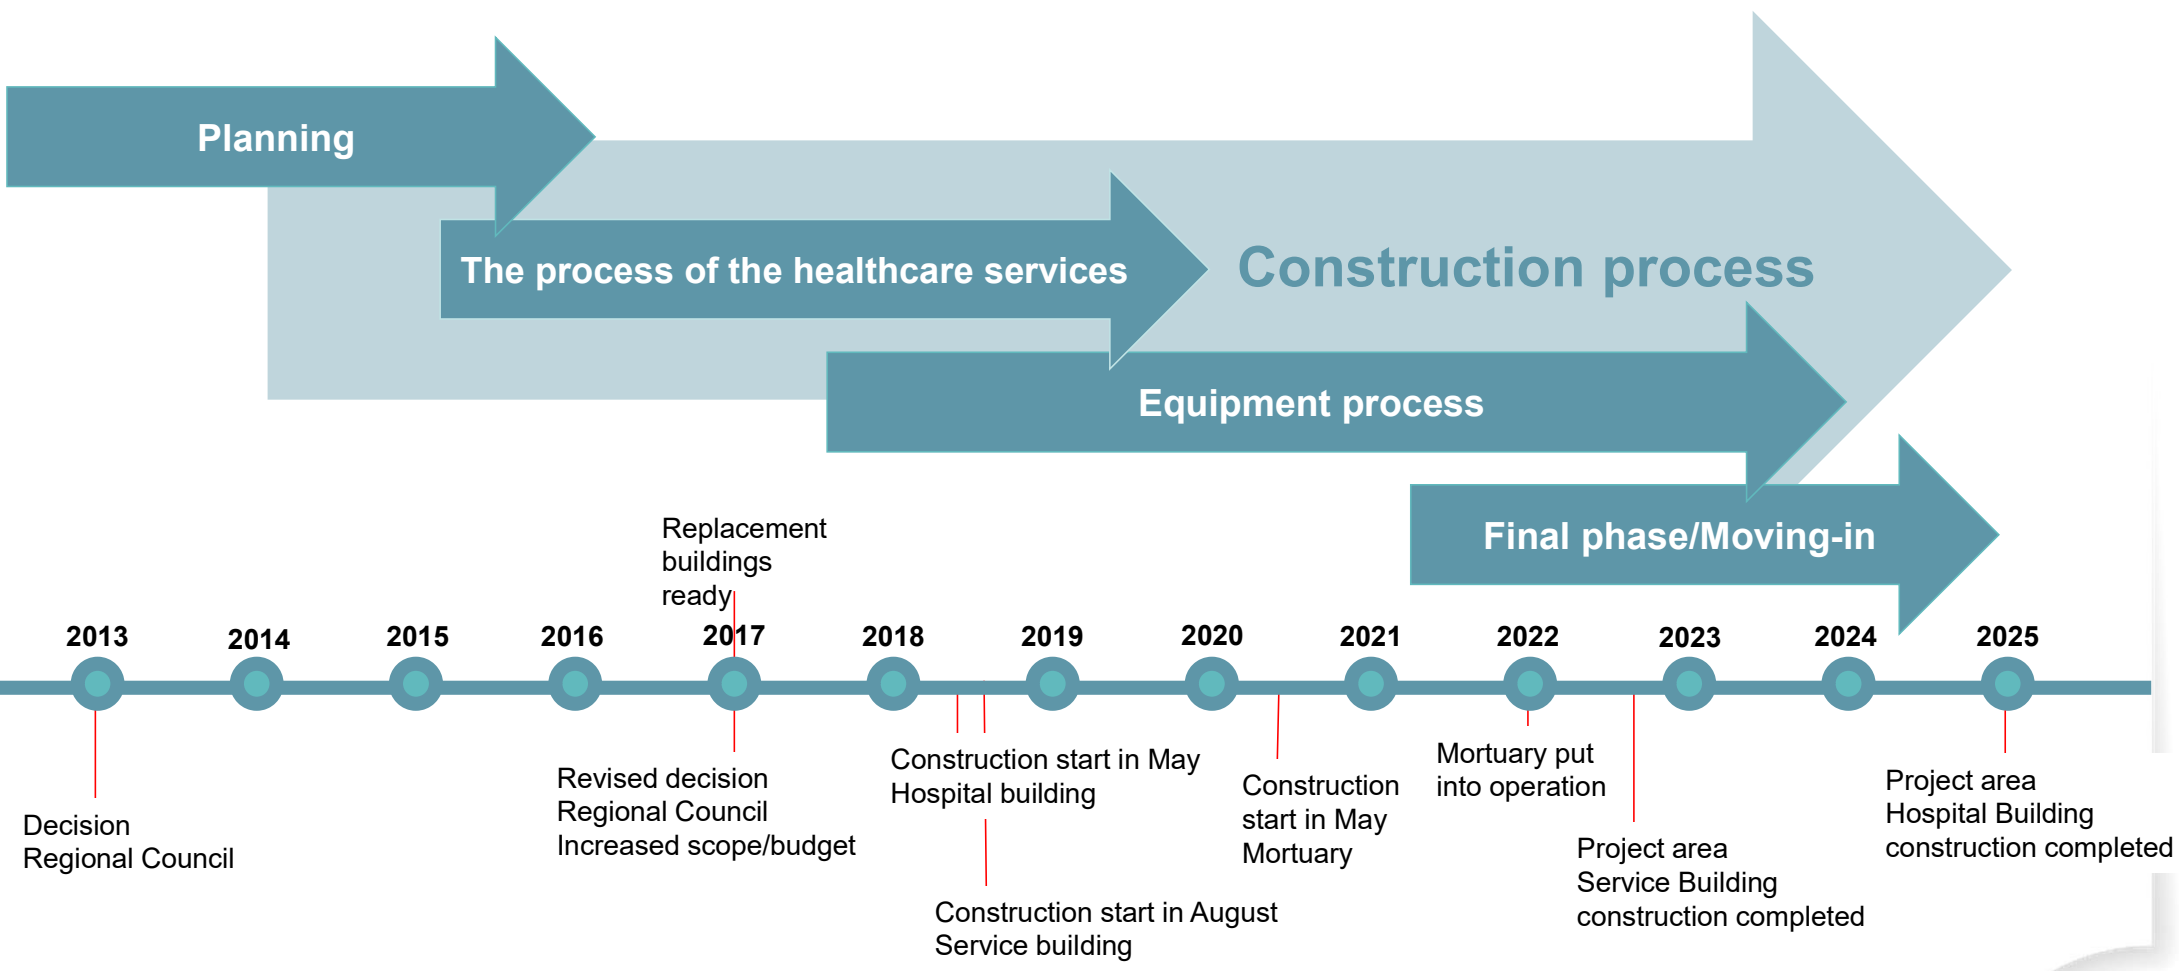 Planning
The process of the healthcare services
Construction process
Equipment process
Final phase/Moving-in
Replacement
buildings
ready
2013
2014
2015
2016
2017
2018
2019
2020
2021
2022
2023
2024
2025
Decision
Regional Council
Revised decision
Regional Council
Increased scope/budget
Construction start in May
Hospital building
Construction start in August
Service building
Construction
start in May
Mortuary
Mortuary put
into operation
Project area
Service Building
construction completed
Project area
Hospital Building
construction completed